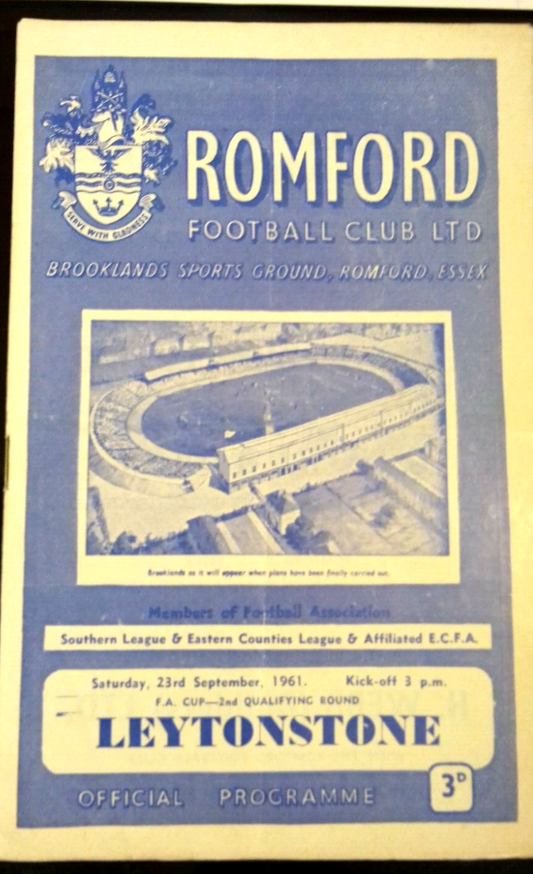 SERVE WITH GLADNESS
ROMFORD
FOOTBALL CLUB LTD
BROOKLANDS SPORTS GROUND, ROMFORD, ESSEX
Brooklands as it will appear when plans have been finally carried out.
Members of Football Association
Southern League & Eastern Counties League & Affiliated E.C.F.A.
Saturday, 23rd September, 1961. Kick-off 3 p.m.
F.A. CUP—2nd QUALIFYING ROUND
LEYTONSTONE
OFFICIAL PROGRAMME
3D